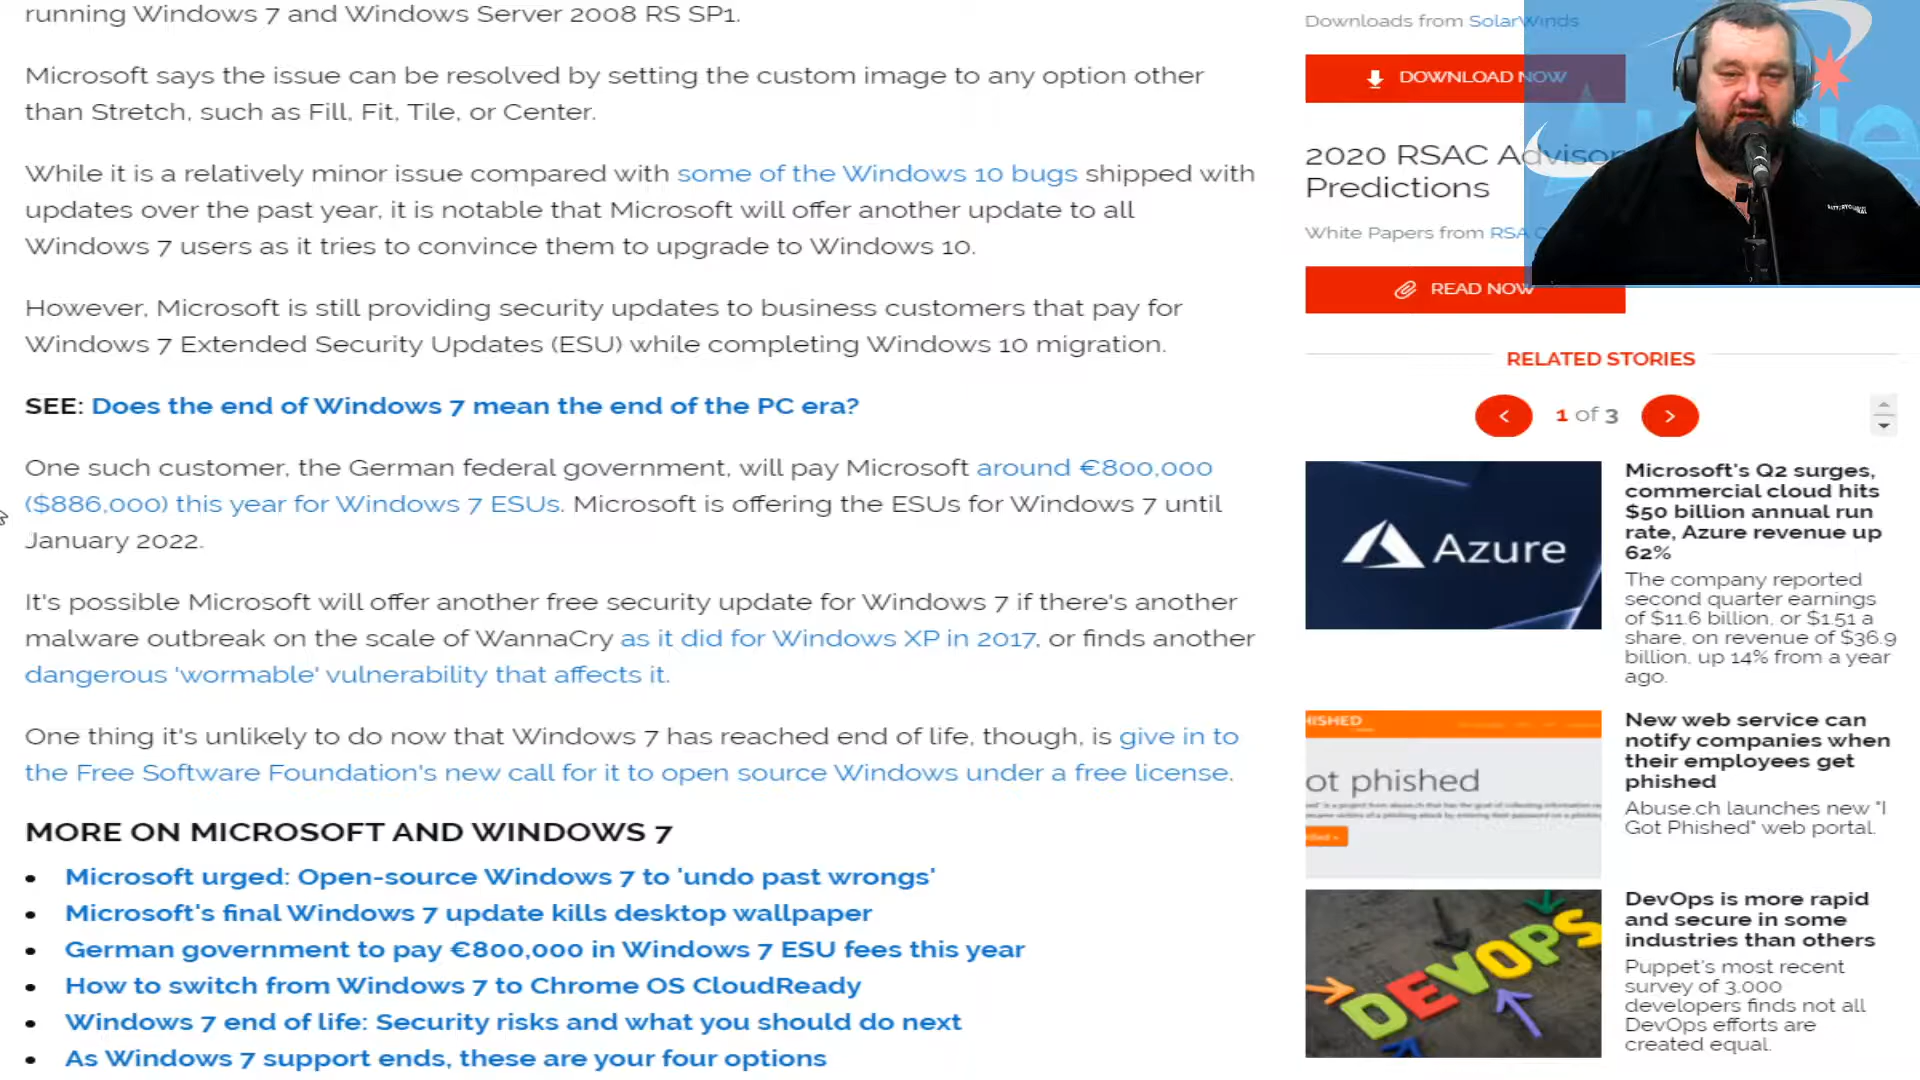 running Windows 7 and Windows Server 2008 RS SP1.
Microsoft says the issue can be resolved by setting the custom image to any option other
than Stretch, such as Fill, Fit, Tile, or Center.
While it is a relatively minor issue compared with some of the Windows 10 bugs shipped with
updates over the past year, it is notable that Microsoft will offer another update to all
Windows 7 users as it tries to convince them to upgrade to Windows 10.
However, Microsoft is still providing security updates to business customers that pay for
Windows 7 Extended Security Updates (ESU) while completing Windows 10 migration.
SEE: Does the end of Windows 7 mean the end of the PC era?
One such customer, the German federal government, will pay Microsoft around €800,000
($886,000) this year for Windows 7 ESUs. Microsoft is offering the ESUs for Windows 7 until
January 2022.
It's possible Microsoft will offer another free security update for Windows 7 if there's another
malware outbreak on the scale of WannaCry as it did for Windows XP in 2017, or finds another
dangerous 'wormable' vulnerability that affects it.
One thing it's unlikely to do now that Windows 7 has reached end of life, though, is give in to
the Free Software Foundation's new call for it to open source Windows under a free license.
MORE ON MICROSOFT AND WINDOWS 7
Microsoft urged: Open-source Windows 7 to 'undo past wrongs'
Microsoft's final Windows 7 update kills desktop wallpaper
German government to pay €800,000 in Windows 7 ESU fees this year
How to switch from Windows 7 to Chrome OS CloudReady
Windows 7 end of life: Security risks and what you should do next
As Windows 7 support ends, these are your four options
Downloads from SolarWinds
DOWNLOAD NOW
2020 RSAC Advisor
Predictions
White Papers from RSA
READ NOW
RELATED STORIES
1 of 3
Azure
Microsoft's Q2 surges,
commercial cloud hits
$50 billion annual run
rate, Azure revenue up
62%
The company reported
second quarter earnings
of $11.6 billion, or $1.51 a
share, on revenue of $36.9
billion, up 14% from a year
ago.
HISHED
ot phished
New web service can
notify companies when
their employees get
phished
Abuse.ch launches new "I
Got Phished" web portal.
DEVOPS
DevOps is more rapid
and secure in some
industries than others
Puppet's most recent
survey of 3,000
developers finds not all
DevOps efforts are
created equal.